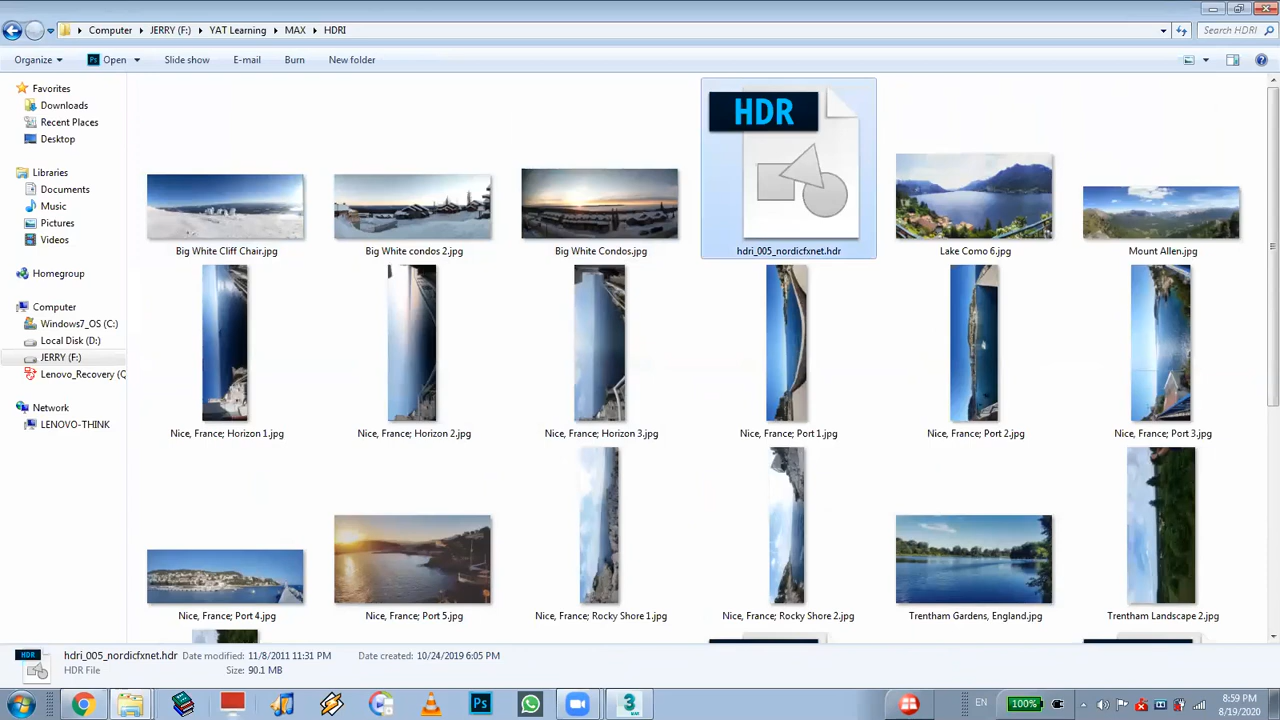 Computer JERRY (F:) YAT Learning MAX HDRI
Search HDRI
Organize Ps Open Slide show E-mail Burn New folder
Favorites
Downloads
Recent Places
Desktop
Libraries
Documents
Music
Pictures
Videos
Homegroup
Computer
Windows7_OS (C:)
Local Disk (D:)
JERRY (F:)
Lenovo_Recovery (Q
Network
LENOVO-THINK
HDR
Big White Cliff Chair.jpg Big White condos 2.jpg Big White Condos.jpg hdri_005_nordicfxnet.hdr Lake Como 6.jpg Mount Allen.jpg
Nice, France; Horizon 1.jpg Nice, France; Horizon 2.jpg Nice, France; Horizon 3.jpg Nice, France; Port 1.jpg Nice, France; Port 2.jpg Nice, France; Port 3.jpg
Nice, France; Port 4.jpg Nice, France; Port 5.jpg Nice, France; Rocky Shore 1.jpg Nice, France; Rocky Shore 2.jpg Trentham Gardens, England.jpg Trentham Landscape 2.jpg
HDR hdri_005_nordicfxnet.hdr Date modified: 11/8/2011 11:31 PM Date created: 10/24/2019 6:05 PM
HDR File Size: 90.1 MB
Ps 3 MAX EN 100% 8:59 PM
8/19/2020